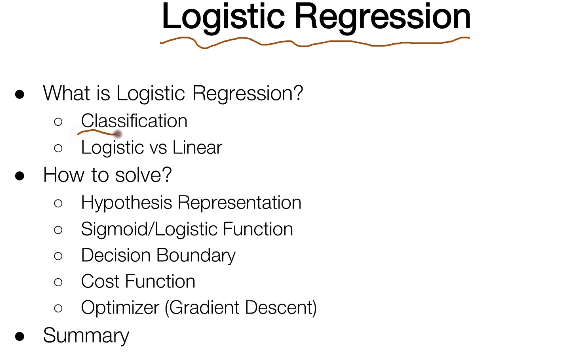 Logistic Regression
● What is Logistic Regression?
○ Classification
○ Logistic vs Linear
● How to solve?
○ Hypothesis Representation
○ Sigmoid/Logistic Function
○ Decision Boundary
○ Cost Function
○ Optimizer (Gradient Descent)
● Summary